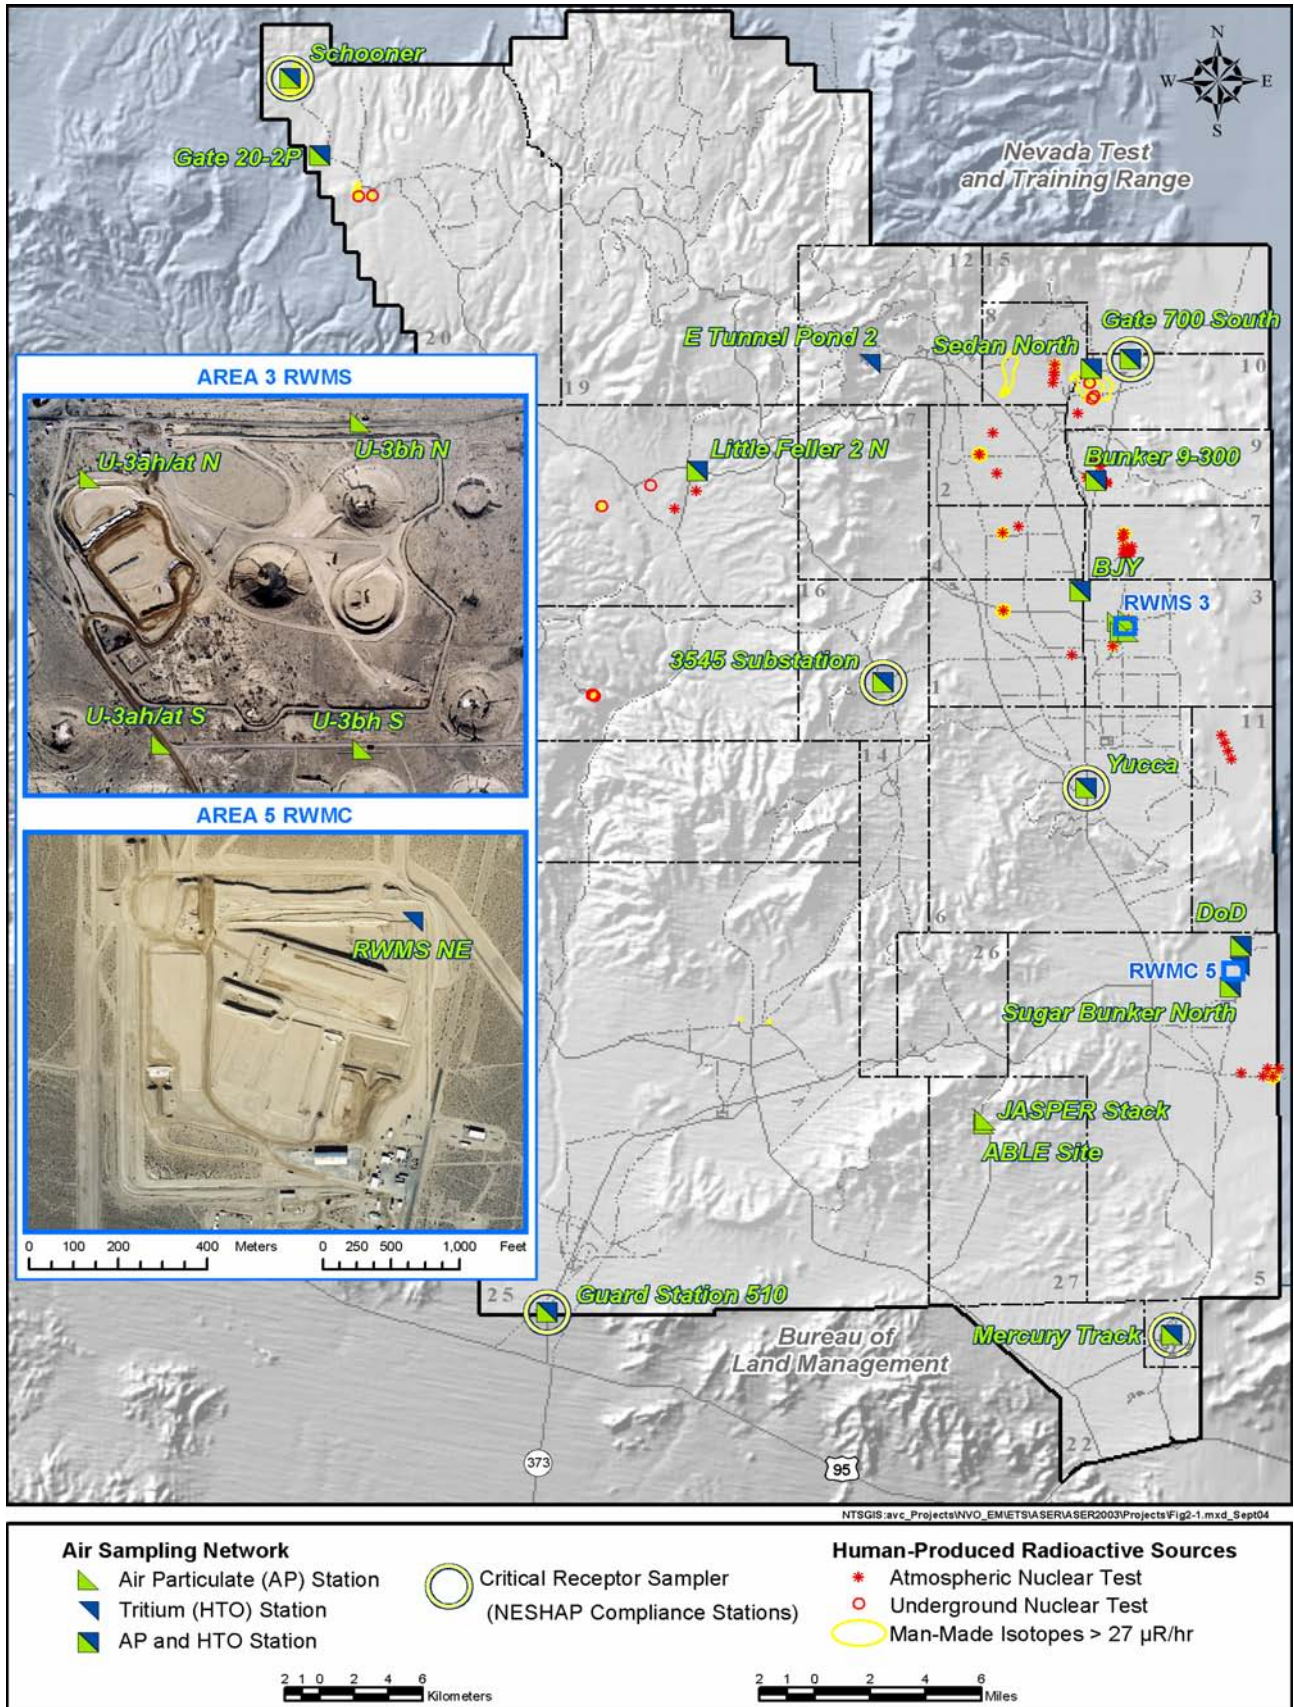 Schooner
N
W
E
S
Gate 20-2P
Nevada Test
and Training Range
12
15
8
9
E Tunnel Pond 2
Sedan North
Gate 700 South
20
19
10
AREA 3 RWMS
U-3bh N
U-3ah/at N
U-3ah/at S
U-3bh S
17
Little Feller 2 N
Bunker 9-300
9
2
7
4
BJY
16
RWMS 3
3
3545 Substation
1
11
14
Yucca
AREA 5 RWMC
RWMS NE
6
DoD
26
RWMC 5
Sugar Bunker North
JASPER Stack
ABLE Site
0 100 200 400 Meters
0 250 500 1,000 Feet
25
Guard Station 510
27
5
Mercury Track
Bureau of
Land Management
22
373
95
NTSGIS:avc_Projects\NVO_EM\ETS\ASER\ASER2003\Projects\Fig2-1.mxd_Sept04
Air Sampling Network
Air Particulate (AP) Station
Tritium (HTO) Station
AP and HTO Station
Critical Receptor Sampler
(NESHAP Compliance Stations)
Human-Produced Radioactive Sources
Atmospheric Nuclear Test
Underground Nuclear Test
Man-Made Isotopes > 27 µR/hr
2 1 0 2 4 6
Kilometers
2 1 0 2 4 6
Miles